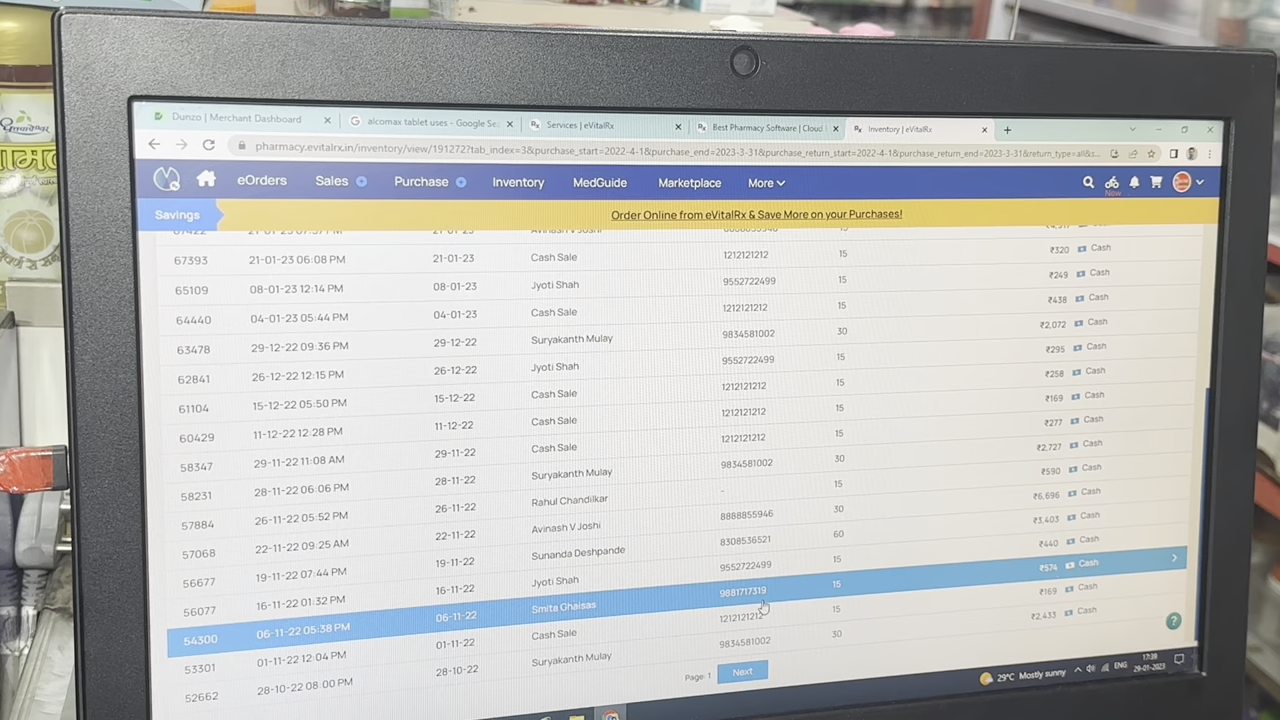 Dunzo | Merchant Dashboard
alcomax tablet uses - Google Se
Services | eVitalRx
Best Pharmacy Software | Cloud
Inventory | eVitalRx
pharmacy.evitalrx.in/inventory/view/191272?tab_index=3&purchase_start=2022-4-1&purchase_end=2023-3-31&purchase_return_start=2022-4-1&purchase_return_end=2023-3-31&return_type=all&s...
eOrders Sales Purchase Inventory MedGuide Marketplace More New
Savings Order Online from eVitalRx & Save More on your Purchases!
67393 21-01-23 06:08 PM 21-01-23 Cash Sale 1212121212 15 ₹320 Cash
65109 08-01-23 12:14 PM 08-01-23 Jyoti Shah 9552722499 15 ₹249 Cash
64440 04-01-23 05:44 PM 04-01-23 Cash Sale 1212121212 15 ₹438 Cash
63478 29-12-22 09:36 PM 29-12-22 Suryakanth Mulay 9834581002 30 ₹2,072 Cash
62841 26-12-22 12:15 PM 26-12-22 Jyoti Shah 9552722499 15 ₹295 Cash
61104 15-12-22 05:50 PM 15-12-22 Cash Sale 1212121212 15 ₹258 Cash
60429 11-12-22 12:28 PM 11-12-22 Cash Sale 1212121212 15 ₹169 Cash
58347 29-11-22 11:08 AM 29-11-22 Cash Sale 1212121212 15 ₹277 Cash
58231 28-11-22 06:06 PM 28-11-22 Suryakanth Mulay 9834581002 30 ₹2,727 Cash
57884 26-11-22 05:52 PM 26-11-22 Rahul Chandilkar - 15 ₹590 Cash
57068 22-11-22 09:25 AM 22-11-22 Avinash V Joshi 8888855946 30 ₹6,696 Cash
56677 19-11-22 07:44 PM 19-11-22 Sunanda Deshpande 8308536521 60 ₹3,403 Cash
56077 16-11-22 01:32 PM 16-11-22 Jyoti Shah 9552722499 15 ₹440 Cash
54300 06-11-22 05:38 PM 06-11-22 Smita Ghaisas 9881717319 15 ₹574 Cash
53301 01-11-22 12:04 PM 01-11-22 Cash Sale 1212121212 15 ₹169 Cash
52662 28-10-22 08:00 PM 28-10-22 Suryakanth Mulay 9834581002 30 ₹2,433 Cash
Page: 1 Next
29°C Mostly sunny ENG 17:39
29-01-2023